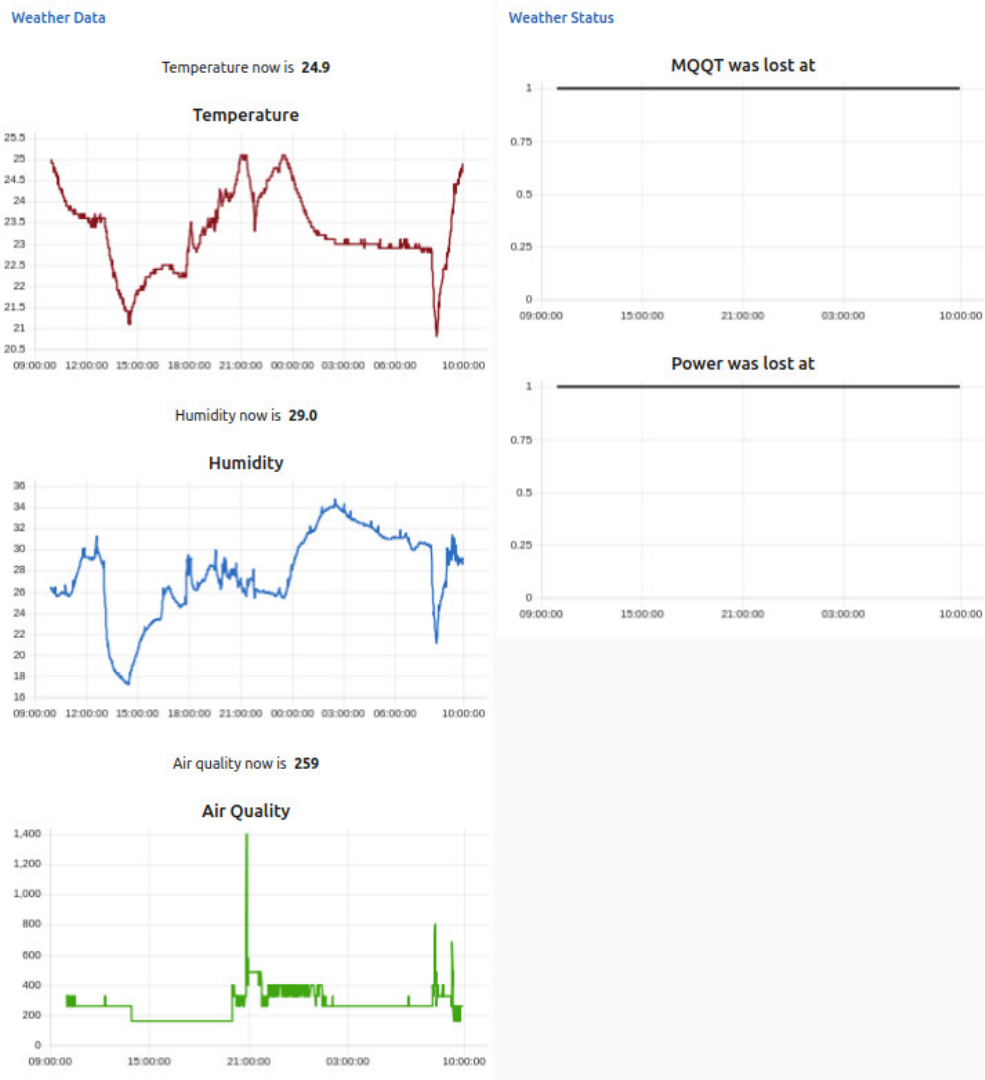 Weather Data
Temperature now is 24.9
Temperature
25.5
25
24.5
24
23.5
23
22.5
22
21.5
21
20.5
09:00:00 12:00:00 15:00:00 18:00:00 21:00:00 00:00:00 03:00:00 06:00:00 10:00:00
Humidity now is 29.0
Humidity
36
34
32
30
28
26
24
22
20
18
16
09:00:00 12:00:00 15:00:00 18:00:00 21:00:00 00:00:00 03:00:00 06:00:00 10:00:00
Air quality now is 259
Air Quality
1,400
1,200
1,000
800
600
400
200
0
09:00:00 15:00:00 21:00:00 03:00:00 10:00:00
Weather Status
MQQT was lost at
1
0.75
0.5
0.25
0
09:00:00 15:00:00 21:00:00 03:00:00 10:00:00
Power was lost at
1
0.75
0.5
0.25
0
09:00:00 15:00:00 21:00:00 03:00:00 10:00:00